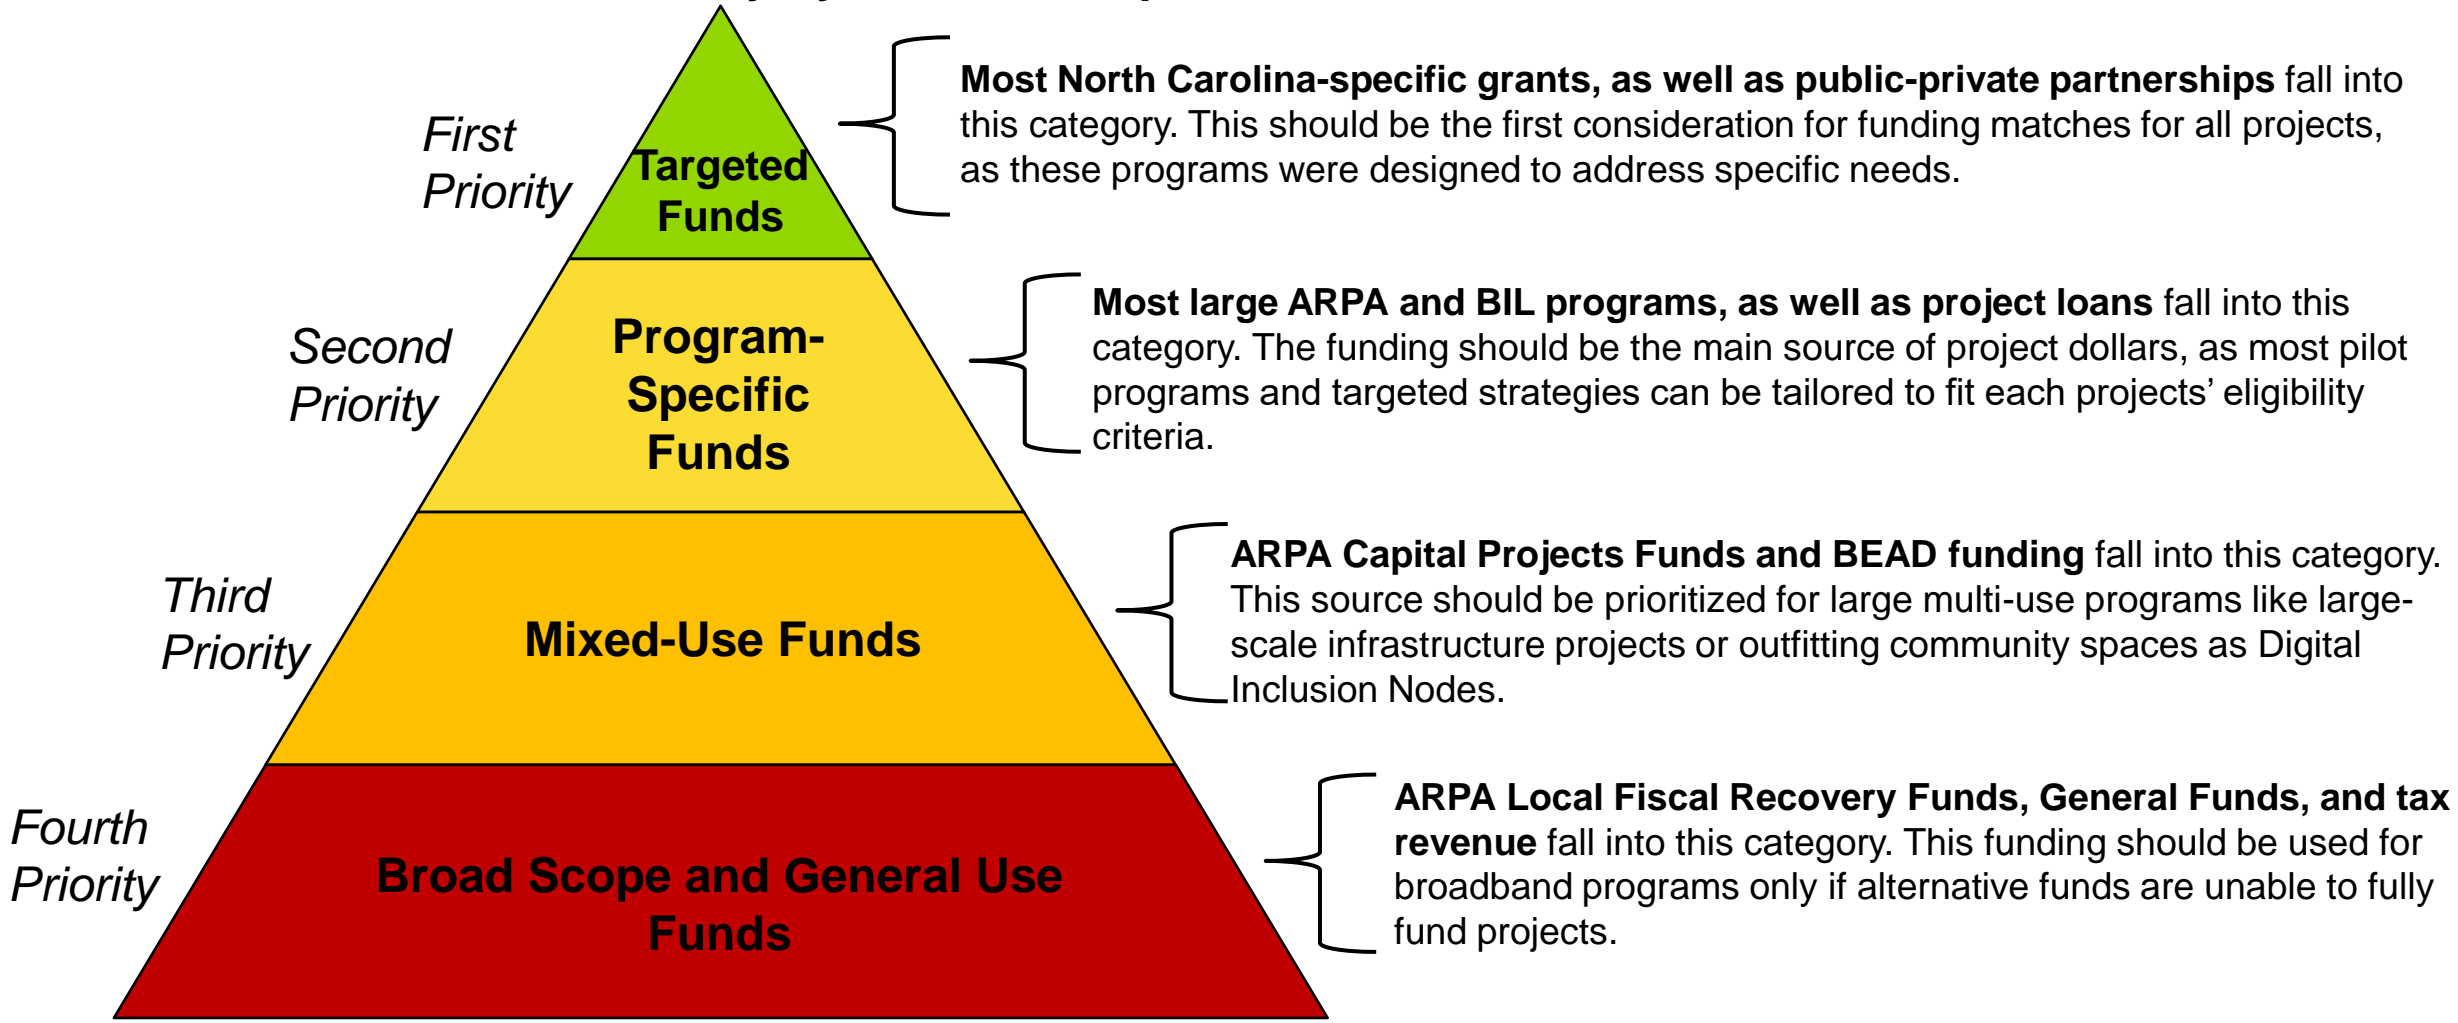 First
Priority
Targeted
Funds
Most North Carolina-specific grants, as well as public-private partnerships fall into
this category. This should be the first consideration for funding matches for all projects,
as these programs were designed to address specific needs.
Second
Priority
Program-
Specific
Funds
Most large ARPA and BIL programs, as well as project loans fall into this
category. The funding should be the main source of project dollars, as most pilot
programs and targeted strategies can be tailored to fit each projects’ eligibility
criteria.
Third
Priority
Mixed-Use Funds
ARPA Capital Projects Funds and BEAD funding fall into this category.
This source should be prioritized for large multi-use programs like large-
scale infrastructure projects or outfitting community spaces as Digital
Inclusion Nodes.
Fourth
Priority
Broad Scope and General Use
Funds
ARPA Local Fiscal Recovery Funds, General Funds, and tax
revenue fall into this category. This funding should be used for
broadband programs only if alternative funds are unable to fully
fund projects.